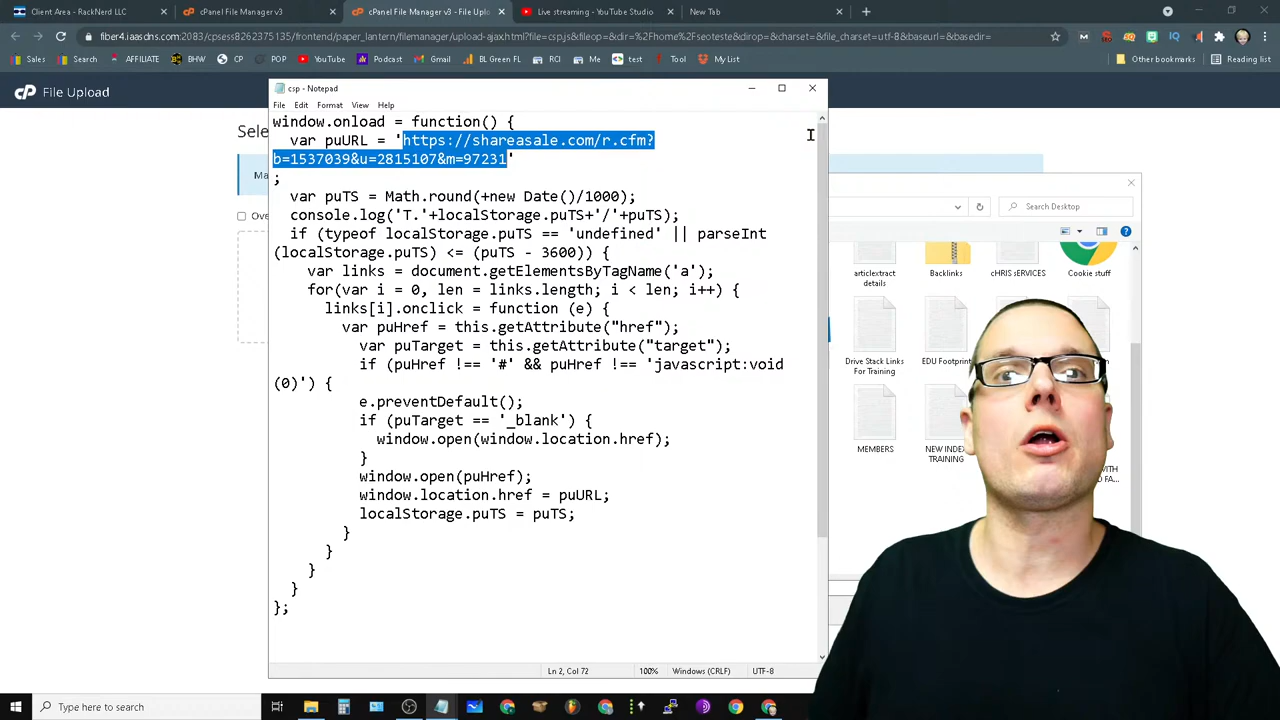 Client Area - RackNerd LLC
cPanel File Manager v3
cPanel File Manager v3 - File Uplo
Live streaming - YouTube Studio
New Tab
fiber4.iaasdns.com:2083/cpsess8262375135/frontend/paper_lantern/filemanager/upload-ajax.html?file=csp.js&fileop=&dir=%2Fhome%2Fseoteste&dirop=&charset=&file_charset=utf-8&baseurl=&basedir=
Sales
Search
AFFILIATE
BHW
CP
POP
YouTube
Podcast
Gmail
BL Green FL
RCI
Me
test
Tool
My List
Other bookmarks
Reading list
cP File Upload
Sele
Ma
Ove
csp - Notepad
File Edit Format View Help
window.onload = function() {
var puURL = 'https://shareasale.com/r.cfm?
b=1537039&u=2815107&m=97231'
;
var puTS = Math.round(+new Date()/1000);
console.log('T.'+localStorage.puTS+'/'+puTS);
if (typeof localStorage.puTS == 'undefined' || parseInt
(localStorage.puTS) <= (puTS - 3600)) {
var links = document.getElementsByTagName('a');
for(var i = 0, len = links.length; i < len; i++) {
links[i].onclick = function (e) {
var puHref = this.getAttribute("href");
var puTarget = this.getAttribute("target");
if (puHref !== '#' && puHref !== 'javascript:void
(0)') {
e.preventDefault();
if (puTarget == '_blank') {
window.open(window.location.href);
}
window.open(puHref);
window.location.href = puURL;
localStorage.puTS = puTS;
}
}
}
}
};
Ln 2, Col 72
100%
Windows (CRLF)
UTF-8
Search Desktop
articlextract
details
Backlinks
cHRIS sERVICES
Cookie stuff
Drive Stack Links
For Training
EDU Footprint
MEMBERS
NEW INDEX
TRAINING
WITH
FA...
Type here to search